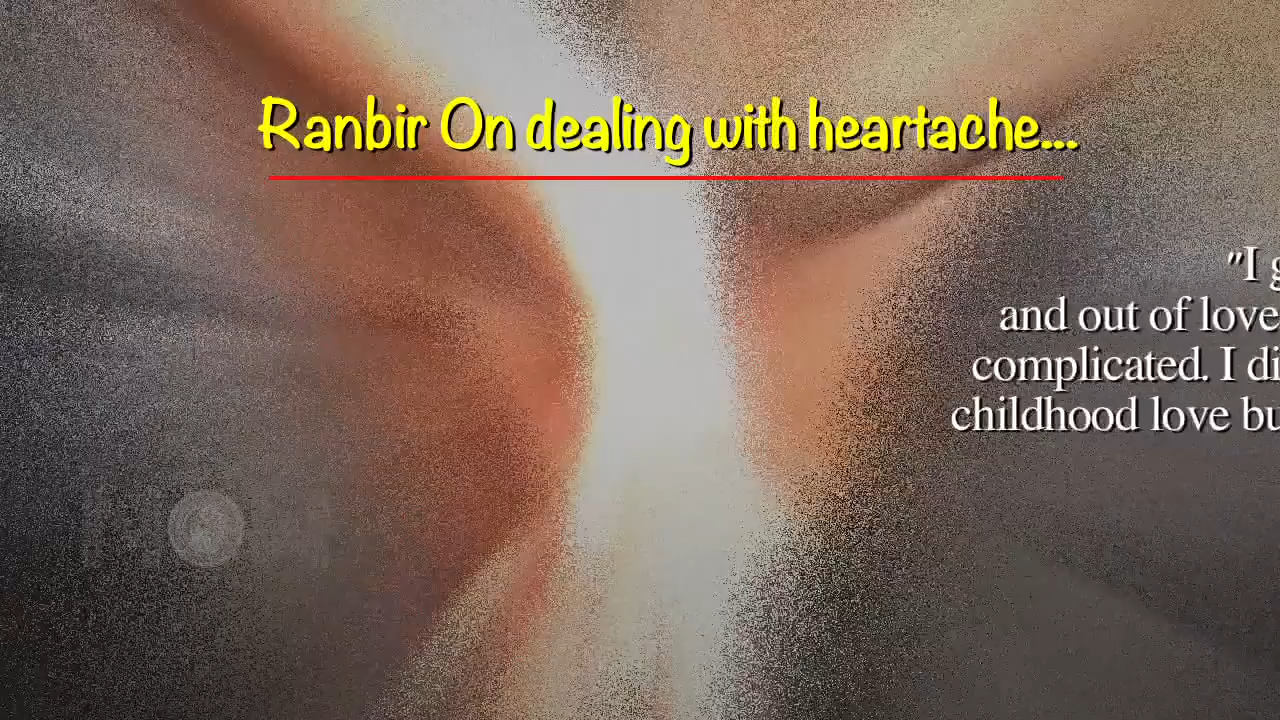 Ranbir On dealing with heartache...
"I
and out of love
complicated. I
childhood love